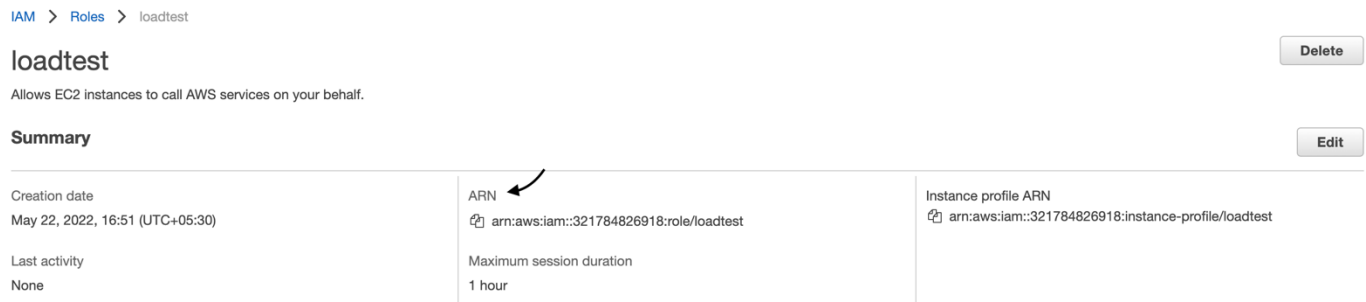 IAM > Roles > loadtest
loadtest
Delete
Allows EC2 instances to call AWS services on your behalf.
Summary
Edit
Creation date
May 22, 2022, 16:51 (UTC+05:30)
ARN
arn:aws:iam::321784826918:role/loadtest
Instance profile ARN
arn:aws:iam::321784826918:instance-profile/loadtest
Last activity
None
Maximum session duration
1 hour